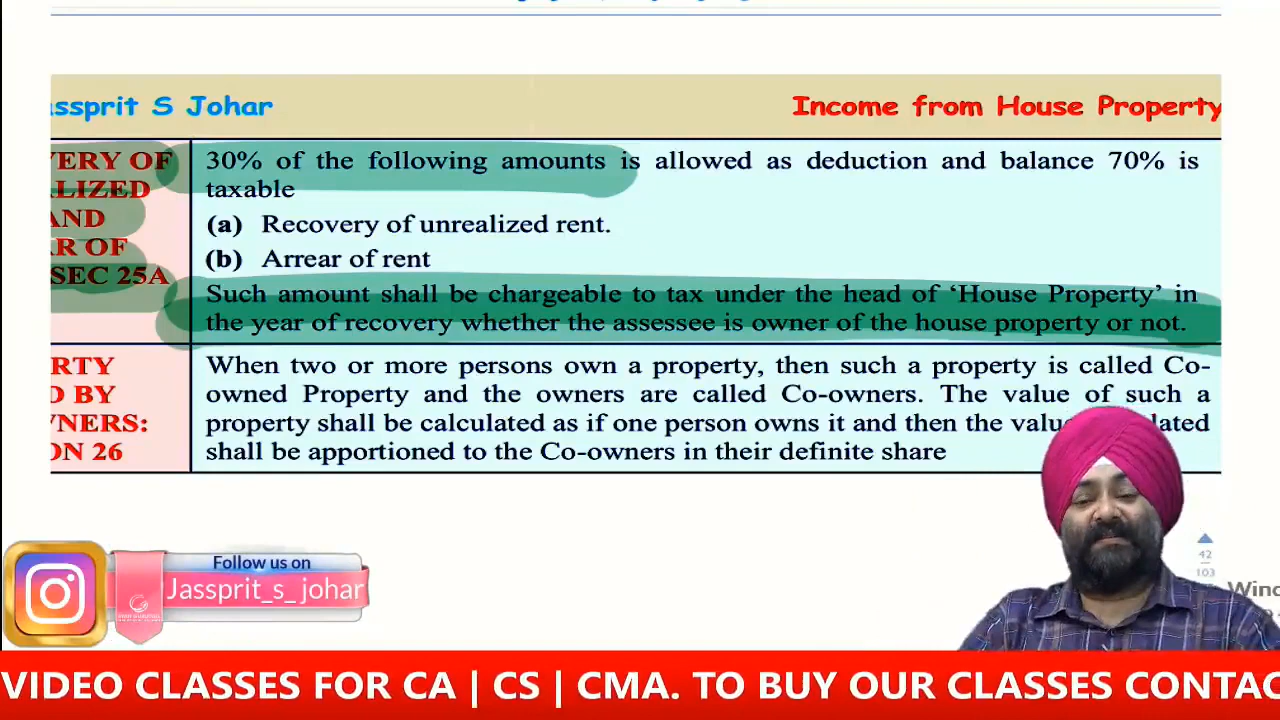 Jassprit S Johar Income from House Property
VERY OF
LIZED
AND
R OF
SEC 25A
30% of the following amounts is allowed as deduction and balance 70% is
taxable
(a) Recovery of unrealized rent.
(b) Arrear of rent
Such amount shall be chargeable to tax under the head of ‘House Property’ in
the year of recovery whether the assessee is owner of the house property or not.
RTY
D BY
NERS:
ON 26
When two or more persons own a property, then such a property is called Co-
owned Property and the owners are called Co-owners. The value of such a
property shall be calculated as if one person owns it and then the valu lated
shall be apportioned to the Co-owners in their definite share
42
103
Wind
Follow us on
Jassprit_s_johar
VIDEO CLASSES FOR CA | CS | CMA. TO BUY OUR CLASSES CONTAC